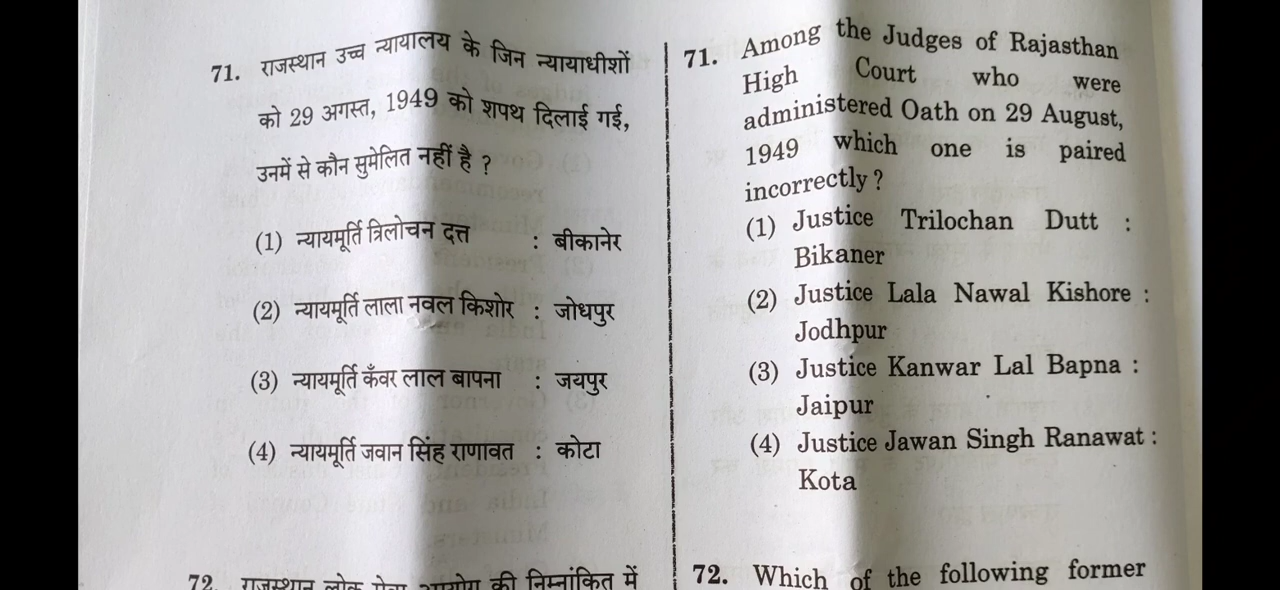 71. राजस्थान उच्च न्यायालय के जिन न्यायाधीशों
को 29 अगस्त, 1949 को शपथ दिलाई गई,
उनमें से कौन सुमेलित नहीं है ?
(1) न्यायमूर्ति त्रिलोचन दत्त : बीकानेर
(2) न्यायमूर्ति लाला नवल किशोर : जोधपुर
(3) न्यायमूर्ति कँवर लाल बापना : जयपुर
(4) न्यायमूर्ति जवान सिंह राणावत : कोटा
72. राजस्थान लोक सेवा आयोग की निम्नांकित में
71. Among the Judges of Rajasthan
High Court who were
administered Oath on 29 August,
1949 which one is paired
incorrectly?
(1) Justice Trilochan Dutt :
Bikaner
(2) Justice Lala Nawal Kishore :
Jodhpur
(3) Justice Kanwar Lal Bapna :
Jaipur
(4) Justice Jawan Singh Ranawat :
Kota
72. Which of the following former